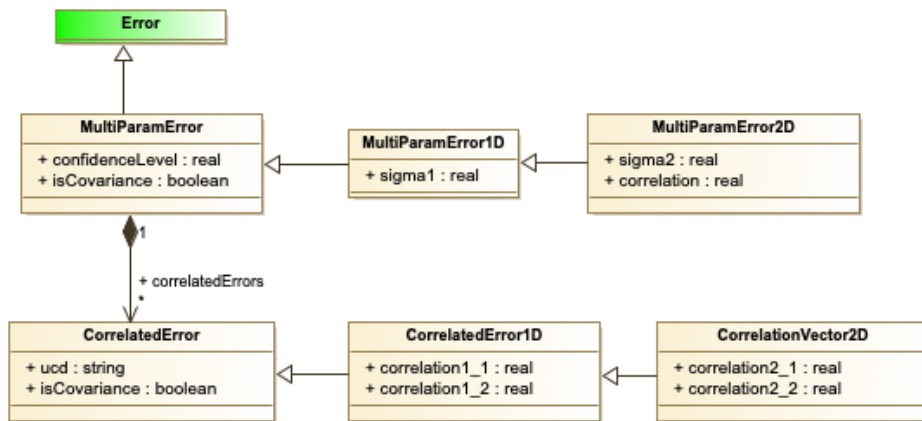 Error
MultiParamError
+ confidenceLevel : real
+ isCovariance : boolean
MultiParamError1D
+ sigma1 : real
MultiParamError2D
+ sigma2 : real
+ correlation : real
1
+ correlatedErrors
*
CorrelatedError
+ ucd : string
+ isCovariance : boolean
CorrelatedError1D
+ correlation1_1 : real
+ correlation1_2 : real
CorrelationVector2D
+ correlation2_1 : real
+ correlation2_2 : real